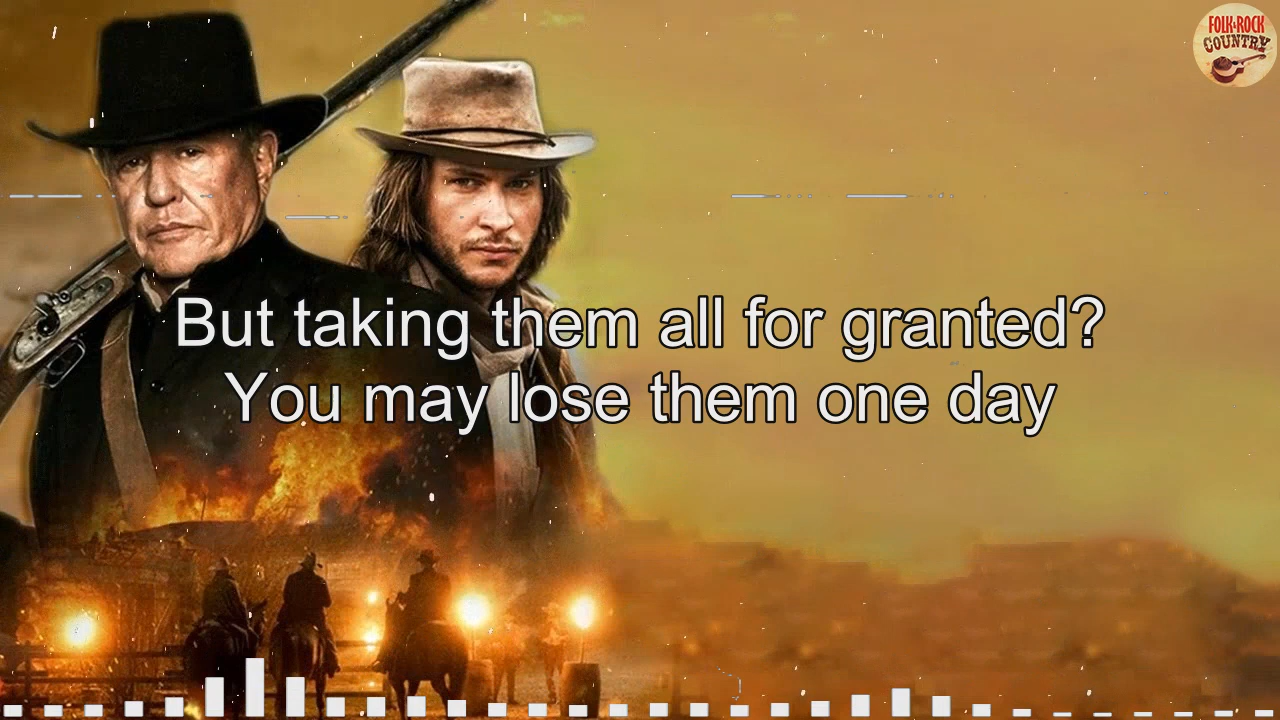 FOLK&ROCK
COUNTRY
But taking them all for granted?
You may lose them one day